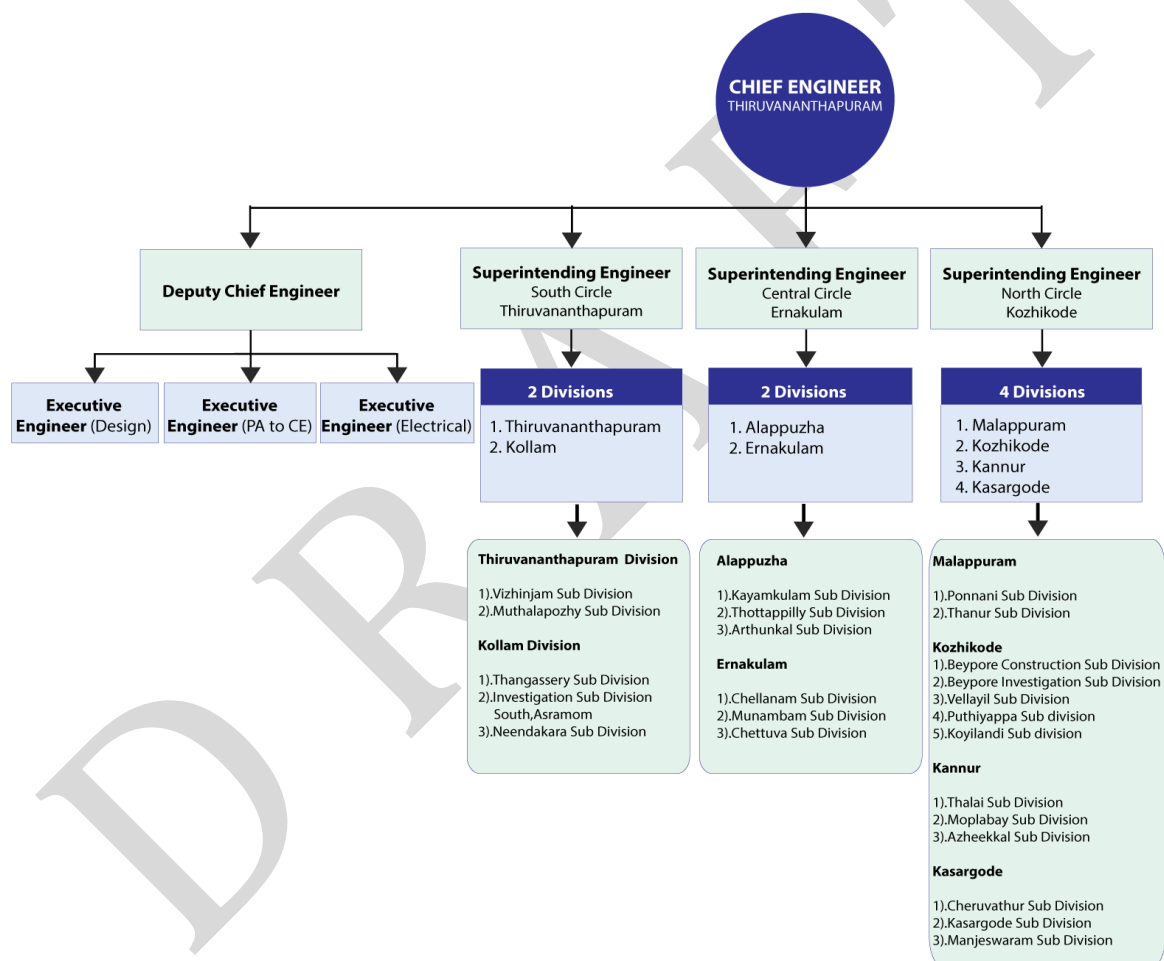 CHIEF ENGINEER
THIRUVANANTHAPURAM
Deputy Chief Engineer
Superintending Engineer
South Circle
Thiruvananthapuram
Superintending Engineer
Central Circle
Ernakulam
Superintending Engineer
North Circle
Kozhikode
Executive
Engineer (Design)
Executive
Engineer (PA to CE)
Executive
Engineer (Electrical)
2 Divisions
1. Thiruvananthapuram
2. Kollam
2 Divisions
1. Alappuzha
2. Ernakulam
4 Divisions
1. Malappuram
2. Kozhikode
3. Kannur
4. Kasargode
Thiruvananthapuram Division
1).Vizhinjam Sub Division
2).Muthalapozhy Sub Division
Kollam Division
1).Thangassery Sub Division
2).Investigation Sub Division
South,Asramom
3).Neendakara Sub Division
Alappuzha
1).Kayamkulam Sub Division
2).Thottappilly Sub Division
3).Arthunkal Sub Division
Ernakulam
1).Chellanam Sub Division
2).Munambam Sub Division
3).Chettuva Sub Division
Malappuram
1).Ponnani Sub Division
2).Thanur Sub Division
Kozhikode
1).Beypore Construction Sub Division
2).Beypore Investigation Sub Division
3).Vellayil Sub Division
4).Puthiyappa Sub division
5).Koyilandi Sub division
Kannur
1).Thalai Sub Division
2).Moplabay Sub Division
3).Azheekkal Sub Division
Kasargode
1).Cheruvathur Sub Division
2).Kasargode Sub Division
3).Manjeswaram Sub Division
DRAFT